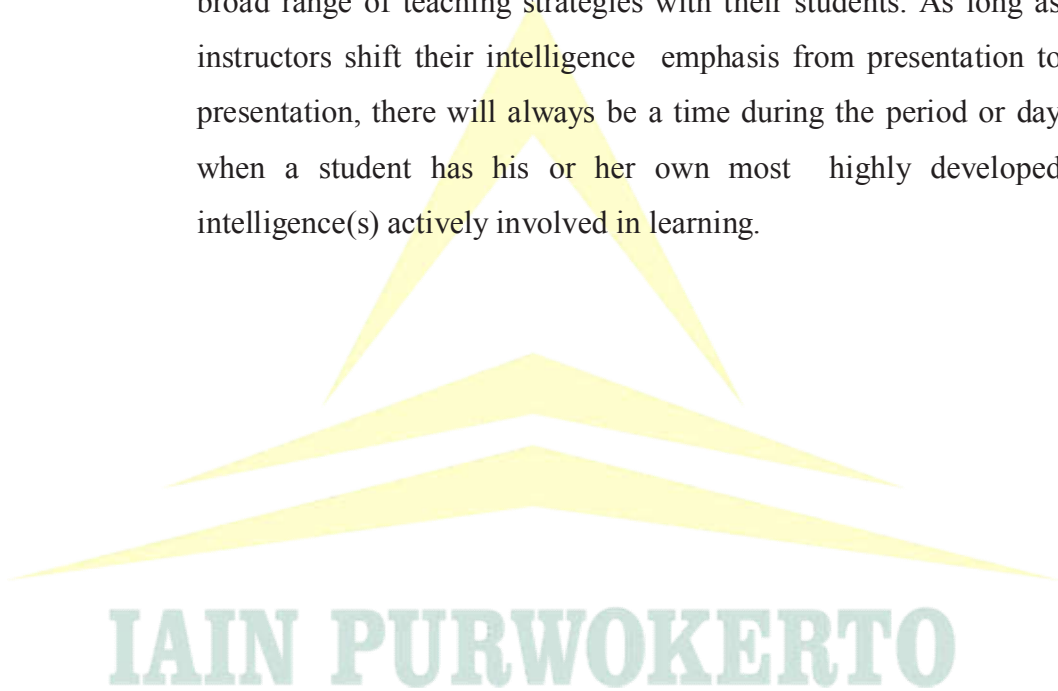 broad range of teaching strategies with their students. As long as
instructors shift their intelligence emphasis from presentation to
presentation, there will always be a time during the period or day
when a student has his or her own most highly developed
intelligence(s) actively involved in learning.
IAIN PURWOKERTO